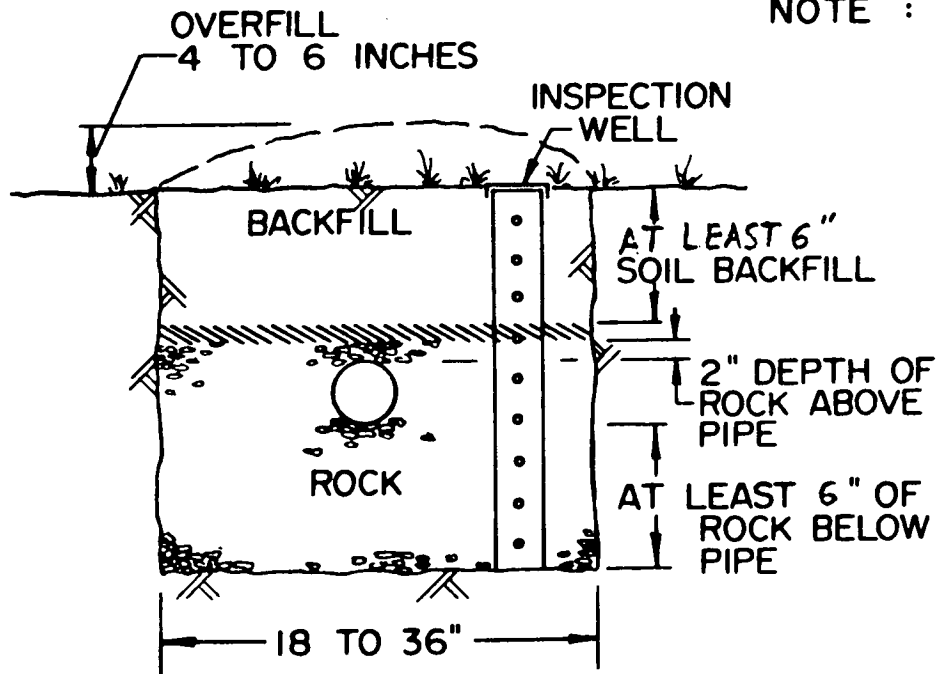 NOTE :
OVERFILL
4 TO 6 INCHES
INSPECTION
WELL
BACKFILL
AT LEAST 6"
SOIL BACKFILL
2" DEPTH OF
ROCK ABOVE
PIPE
ROCK
AT LEAST 6" OF
ROCK BELOW
PIPE
18 TO 36"